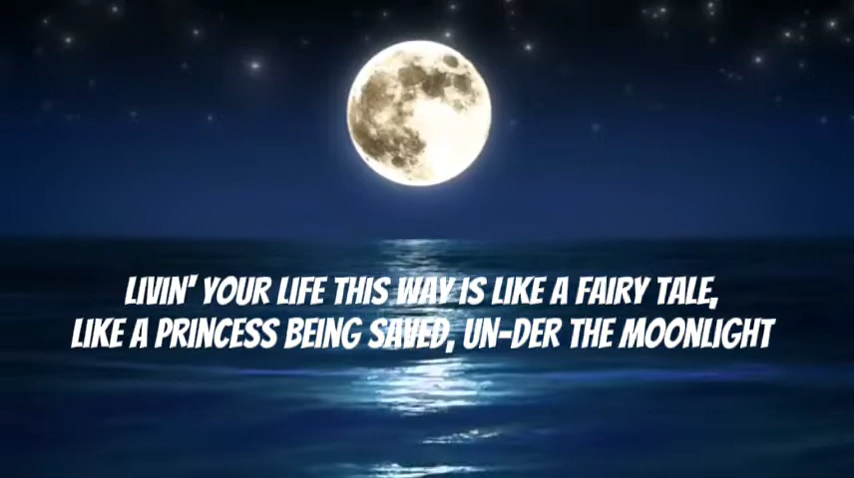 LIVIN' YOUR LIFE THIS WAY IS LIKE A FAIRY TALE,
LIKE A PRINCESS BEING SAVED, UN-DER THE MOONLIGHT